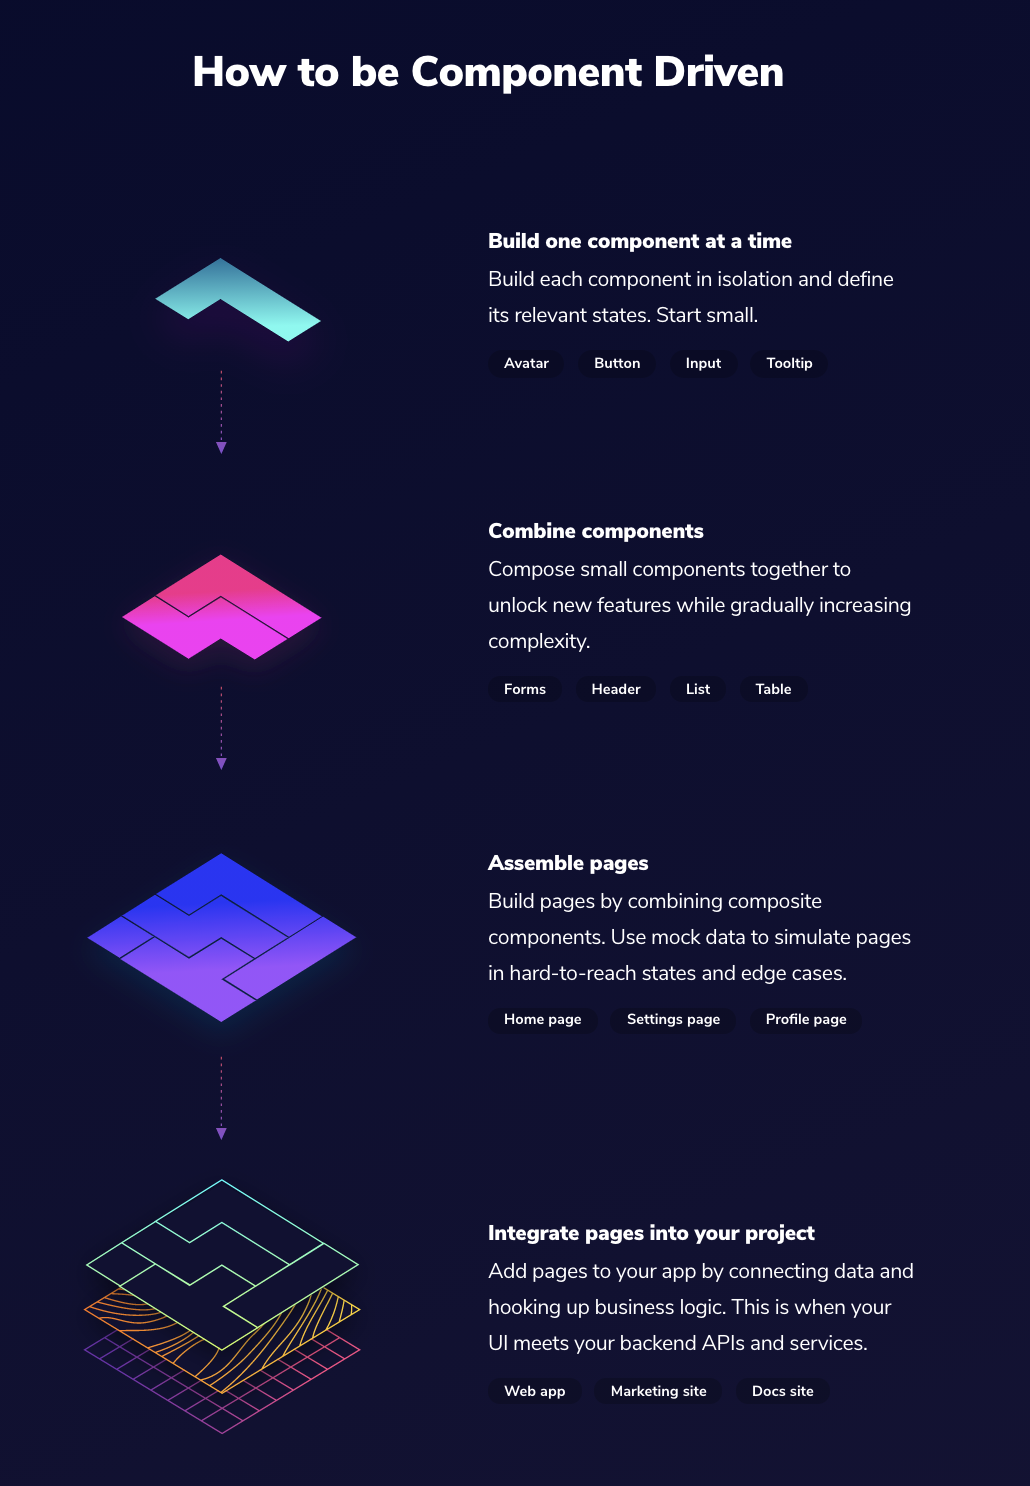 How to be Component Driven
Build one component at a time
Build each component in isolation and define
its relevant states. Start small.
Avatar Button Input Tooltip
Combine components
Compose small components together to
unlock new features while gradually increasing
complexity.
Forms Header List Table
Assemble pages
Build pages by combining composite
components. Use mock data to simulate pages
in hard-to-reach states and edge cases.
Home page Settings page Profile page
Integrate pages into your project
Add pages to your app by connecting data and
hooking up business logic. This is when your
UI meets your backend APIs and services.
Web app Marketing site Docs site